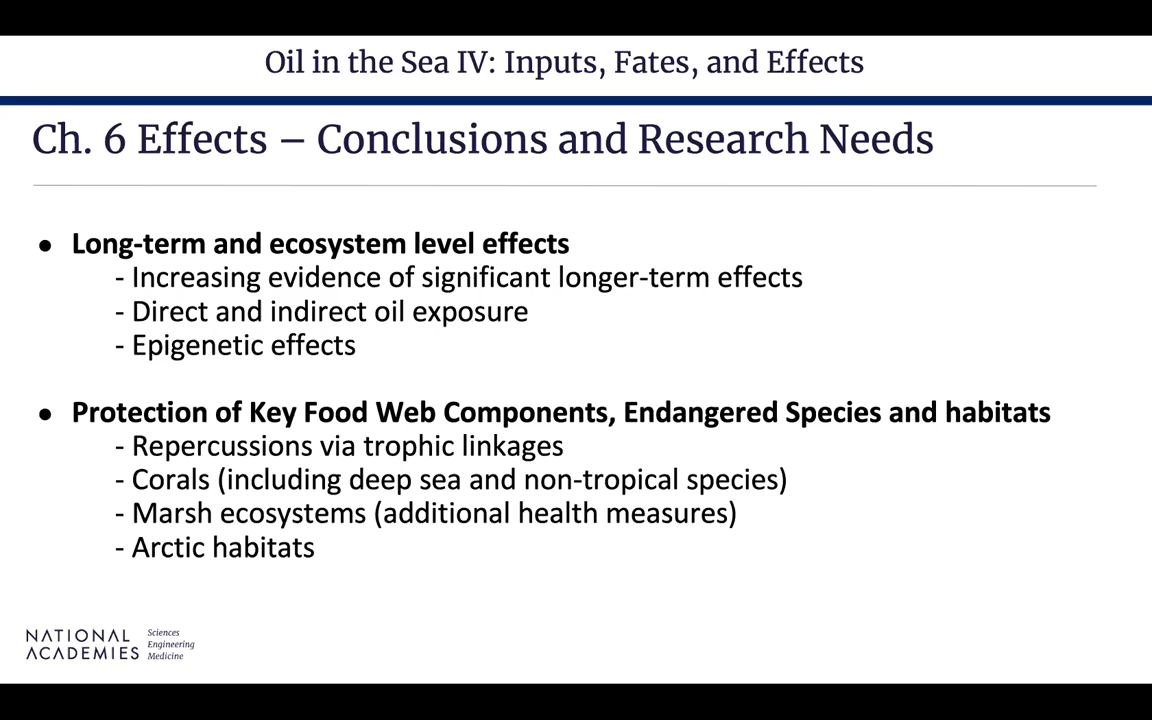 Oil in the Sea IV: Inputs, Fates, and Effects
Ch. 6 Effects – Conclusions and Research Needs
● Long-term and ecosystem level effects
- Increasing evidence of significant longer-term effects
- Direct and indirect oil exposure
- Epigenetic effects
● Protection of Key Food Web Components, Endangered Species and habitats
- Repercussions via trophic linkages
- Corals (including deep sea and non-tropical species)
- Marsh ecosystems (additional health measures)
- Arctic habitats
NATIONAL ACADEMIES
Sciences
Engineering
Medicine